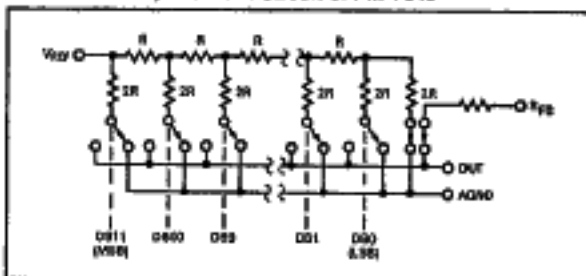 R R R R
VREF
2R 2R 2R 2R 2R 2R
RFB
OUT
AGND
DB11 DB10 DB9 DB1 DB0
(MSB) (LSB)